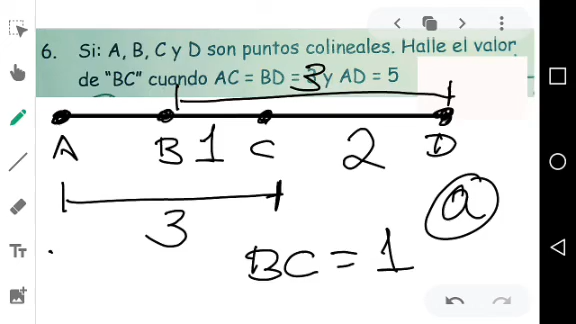 6. Si: A, B, C y D son puntos colineales. Halle el valor
de "BC" cuando AC = BD = 3 y AD = 5
A B 1 C 2 D
3
a
BC = 1
TT